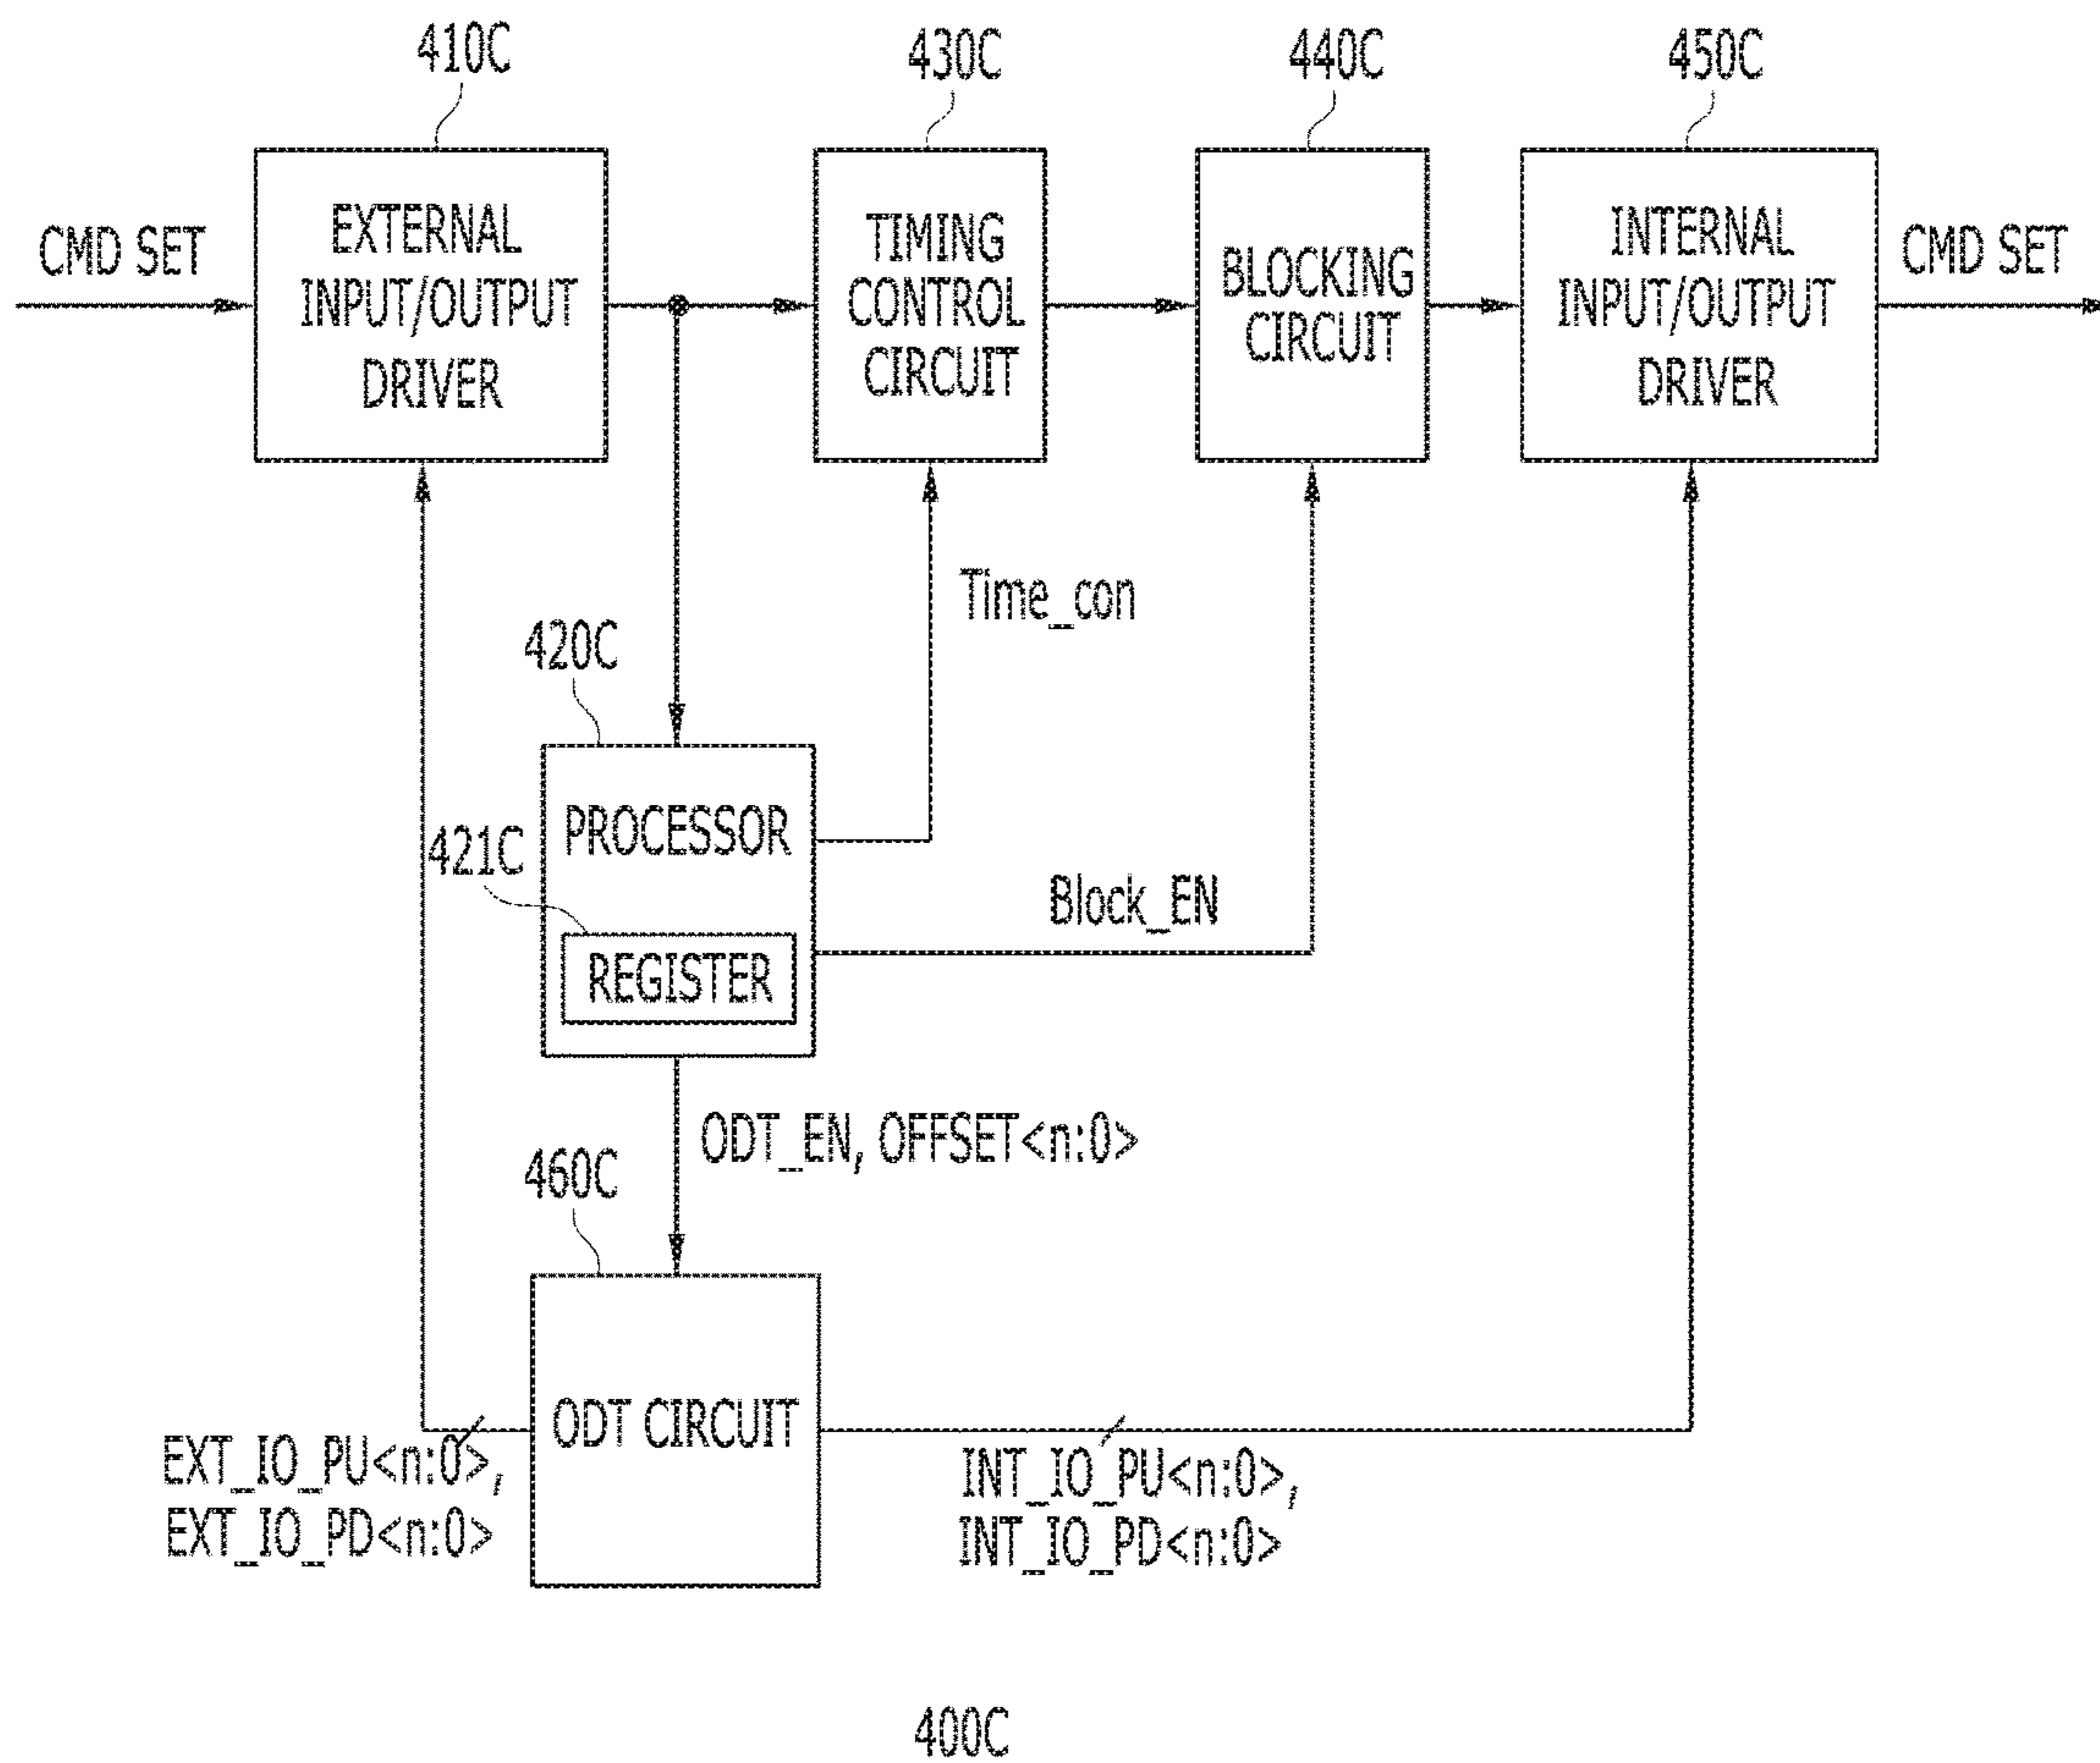 410C
430C
440C
450C
CMD SET
EXTERNAL
INPUT/OUTPUT
DRIVER
TIMING
CONTROL
CIRCUIT
BLOCKING
CIRCUIT
INTERNAL
INPUT/OUTPUT
DRIVER
CMD SET
Time_con
420C
PROCESSOR
421C
REGISTER
Block_EN
ODT_EN, OFFSET<n:0>
460C
ODT CIRCUIT
EXT_IO_PU<n:0>,
EXT_IO_PD<n:0>
INT_IO_PU<n:0>,
INT_IO_PD<n:0>
400C